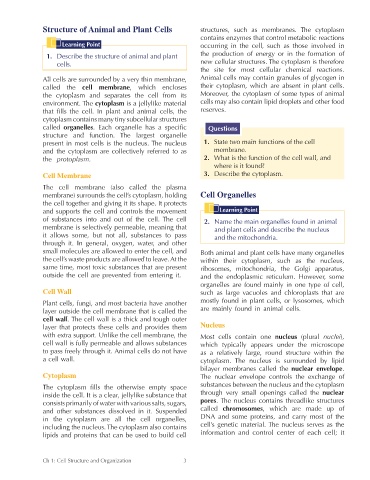 Structure of Animal and Plant Cells
Learning Point
1. Describe the structure of animal and plant
cells.
All cells are surrounded by a very thin membrane,
called the cell membrane, which encloses
the cytoplasm and separates the cell from its
environment. The cytoplasm is a jellylike material
that fills the cell. In plant and animal cells, the
cytoplasm contains many tiny subcellular structures
called organelles. Each organelle has a specific
structure and function. The largest organelle
present in most cells is the nucleus. The nucleus
and the cytoplasm are collectively referred to as
the protoplasm.
Cell Membrane
The cell membrane (also called the plasma
membrane) surrounds the cell's cytoplasm, holding
the cell together and giving it its shape. It protects
and supports the cell and controls the movement
of substances into and out of the cell. The cell
membrane is selectively permeable, meaning that
it allows some, but not all, substances to pass
through it. In general, oxygen, water, and other
small molecules are allowed to enter the cell, and
the cell's waste products are allowed to leave. At the
same time, most toxic substances that are present
outside the cell are prevented from entering it.
Cell Wall
Plant cells, fungi, and most bacteria have another
layer outside the cell membrane that is called the
cell wall. The cell wall is a thick and tough outer
layer that protects these cells and provides them
with extra support. Unlike the cell membrane, the
cell wall is fully permeable and allows substances
to pass freely through it. Animal cells do not have
a cell wall.
Cytoplasm
The cytoplasm fills the otherwise empty space
inside the cell. It is a clear, jellylike substance that
consists primarily of water with various salts, sugars,
and other substances dissolved in it. Suspended
in the cytoplasm are all the cell organelles,
including the nucleus. The cytoplasm also contains
lipids and proteins that can be used to build cell
structures, such as membranes. The cytoplasm
contains enzymes that control metabolic reactions
occurring in the cell, such as those involved in
the production of energy or in the formation of
new cellular structures. The cytoplasm is therefore
the site for most cellular chemical reactions.
Animal cells may contain granules of glycogen in
their cytoplasm, which are absent in plant cells.
Moreover, the cytoplasm of some types of animal
cells may also contain lipid droplets and other food
reserves.
Questions
1. State two main functions of the cell
membrane.
2. What is the function of the cell wall, and
where is it found?
3. Describe the cytoplasm.
Cell Organelles
Learning Point
2. Name the main organelles found in animal
and plant cells and describe the nucleus
and the mitochondria.
Both animal and plant cells have many organelles
within their cytoplasm, such as the nucleus,
ribosomes, mitochondria, the Golgi apparatus,
and the endoplasmic reticulum. However, some
organelles are found mainly in one type of cell,
such as large vacuoles and chloroplasts that are
mostly found in plant cells, or lysosomes, which
are mainly found in animal cells.
Nucleus
Most cells contain one nucleus (plural nuclei),
which typically appears under the microscope
as a relatively large, round structure within the
cytoplasm. The nucleus is surrounded by lipid
bilayer membranes called the nuclear envelope.
The nuclear envelope controls the exchange of
substances between the nucleus and the cytoplasm
through very small openings called the nuclear
pores. The nucleus contains threadlike structures
called chromosomes, which are made up of
DNA and some proteins, and carry most of the
cell's genetic material. The nucleus serves as the
information and control center of each cell; it
Ch 1: Cell Structure and Organization 3